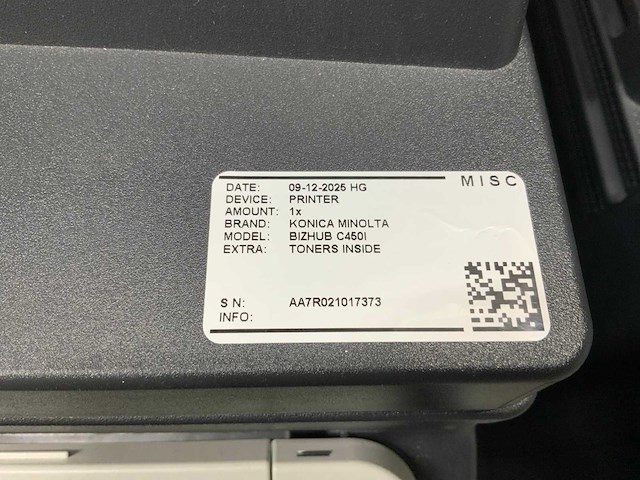 MISC
DATE: 09-12-2025 HG
DEVICE: PRINTER
AMOUNT: 1x
BRAND: KONICA MINOLTA
MODEL: BIZHUB C450I
EXTRA: TONERS INSIDE
SN: AA7R021017373
INFO: